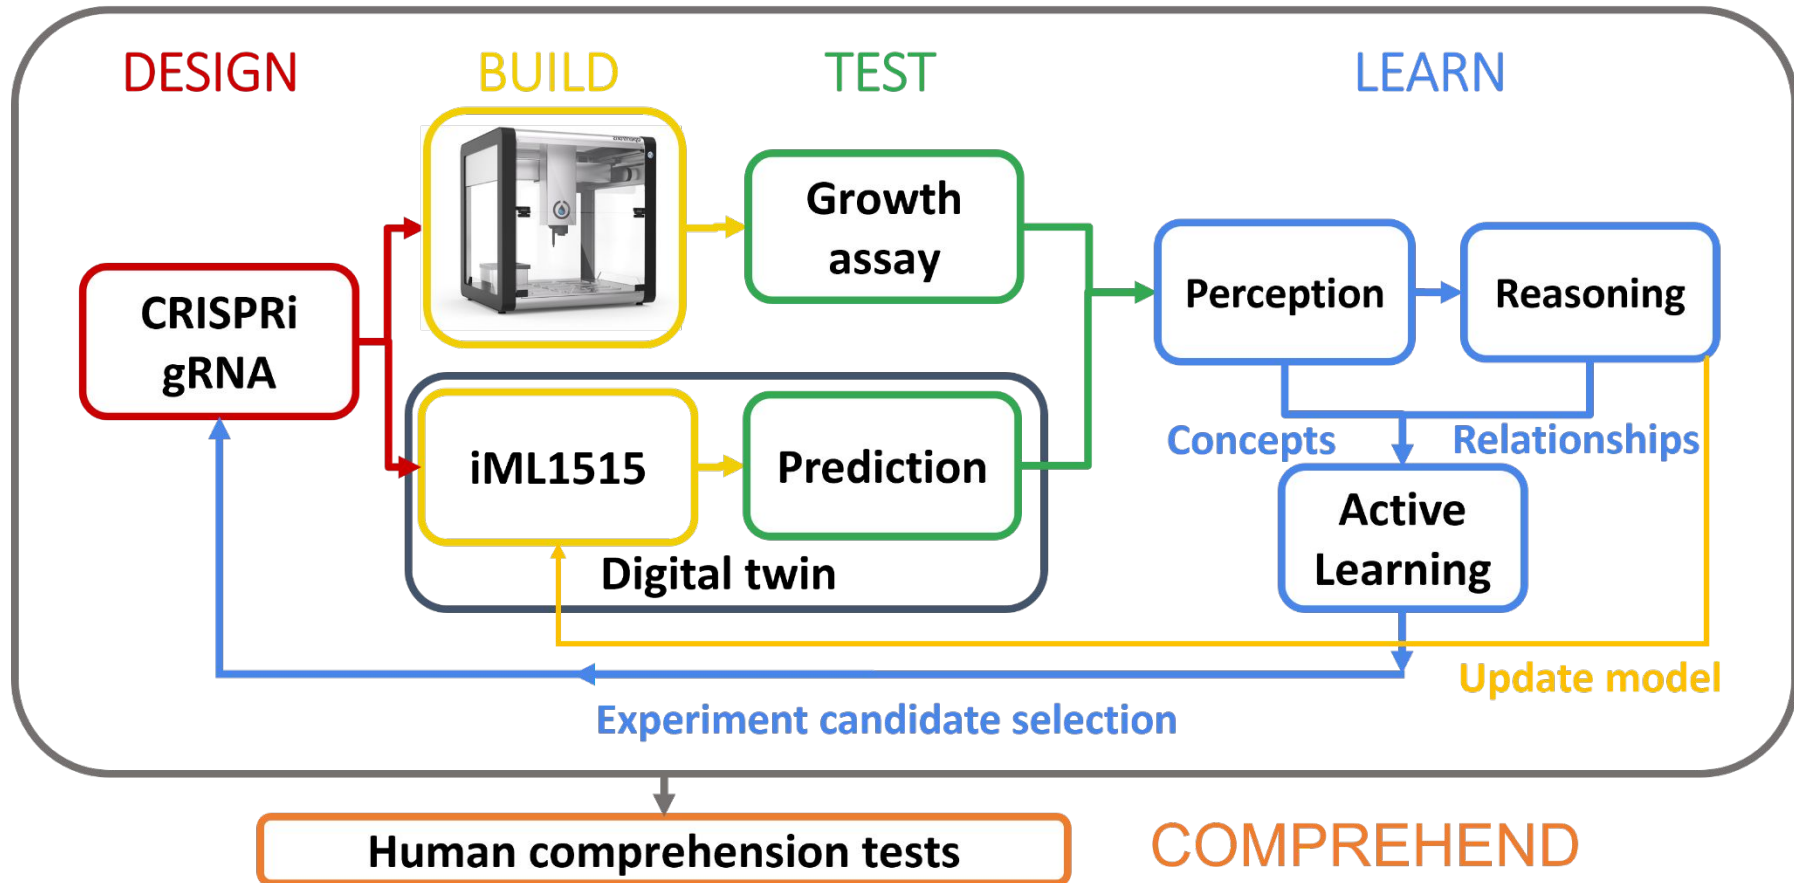 DESIGN
BUILD
TEST
LEARN
CRISPRi
gRNA
Growth
assay
Perception
Reasoning
iML1515
Prediction
Digital twin
Concepts
Relationships
Active
Learning
Update model
Experiment candidate selection
Human comprehension tests
COMPREHEND